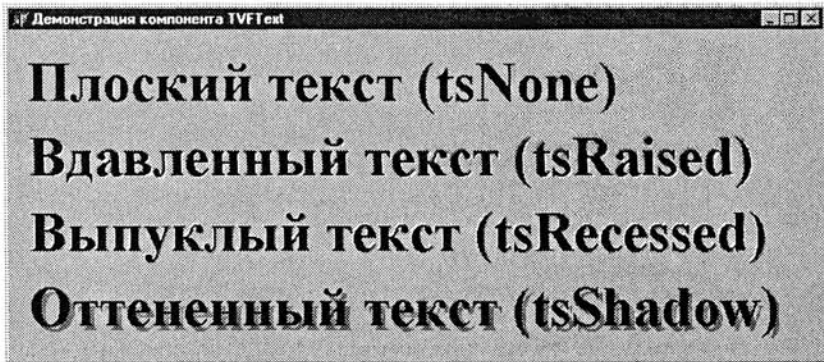 Демонстрация компонента TVFText
Плоский текст (tsNone)
Вдавленный текст (tsRaised)
Выпуклый текст (tsRecessed)
Оттененный текст (tsShadow)